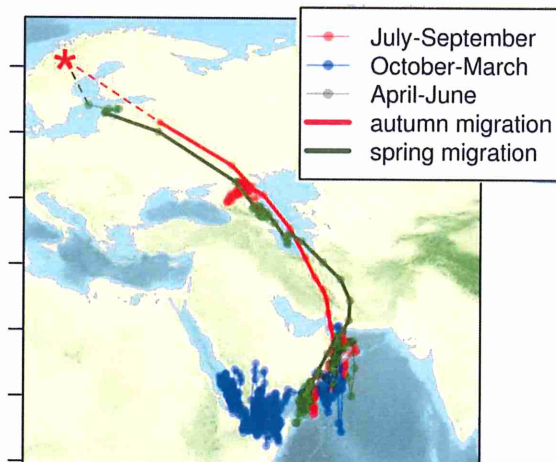 July-September
October-March
April-June
autumn migration
spring migration